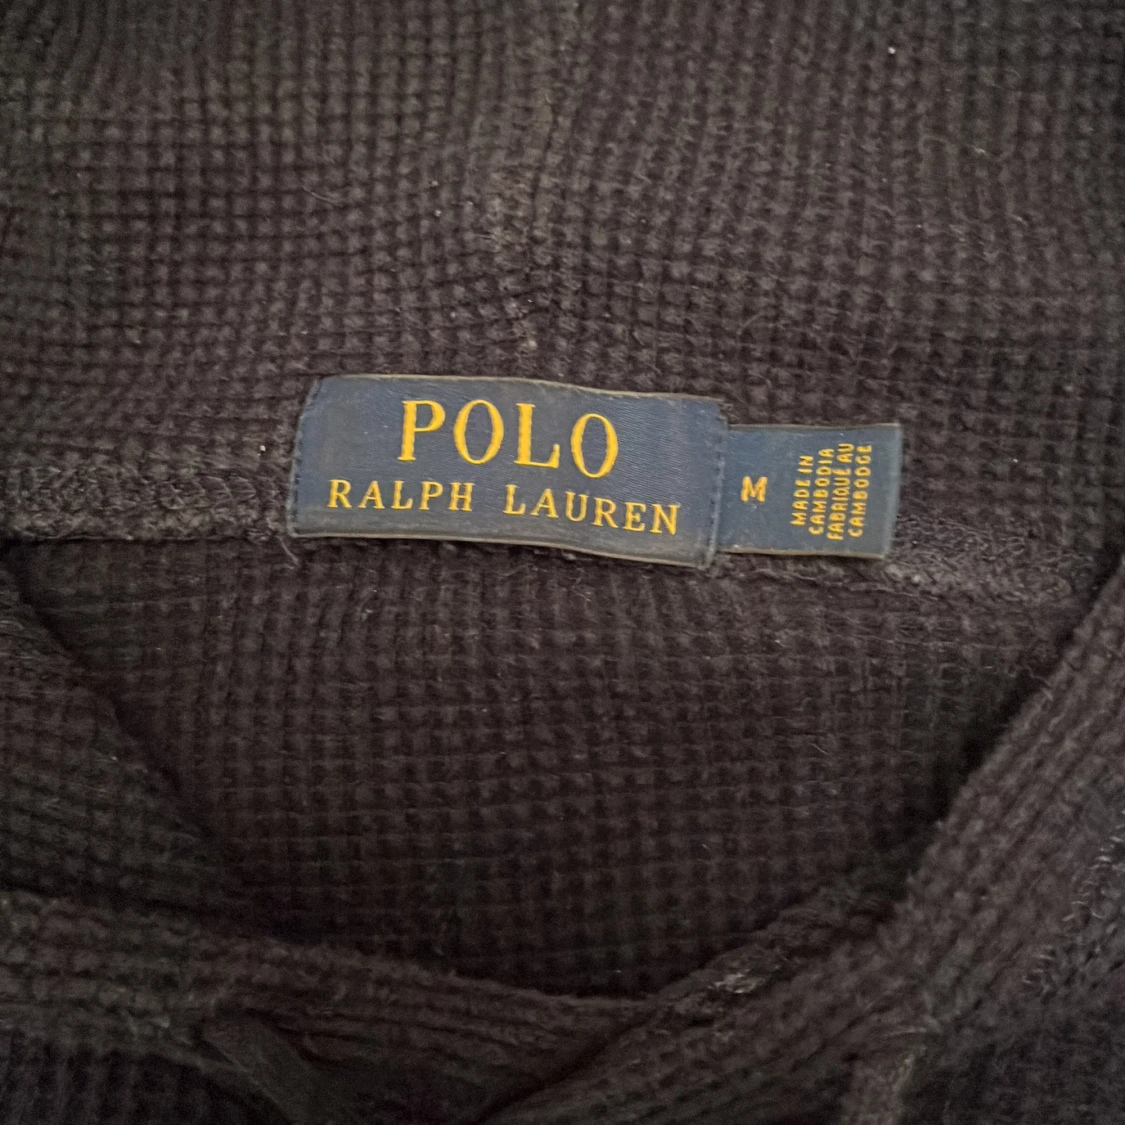 POLO
RALPH LAUREN
M
MADE IN
CAMBODIA
FABRIQUÉ AU
CAMBODGE